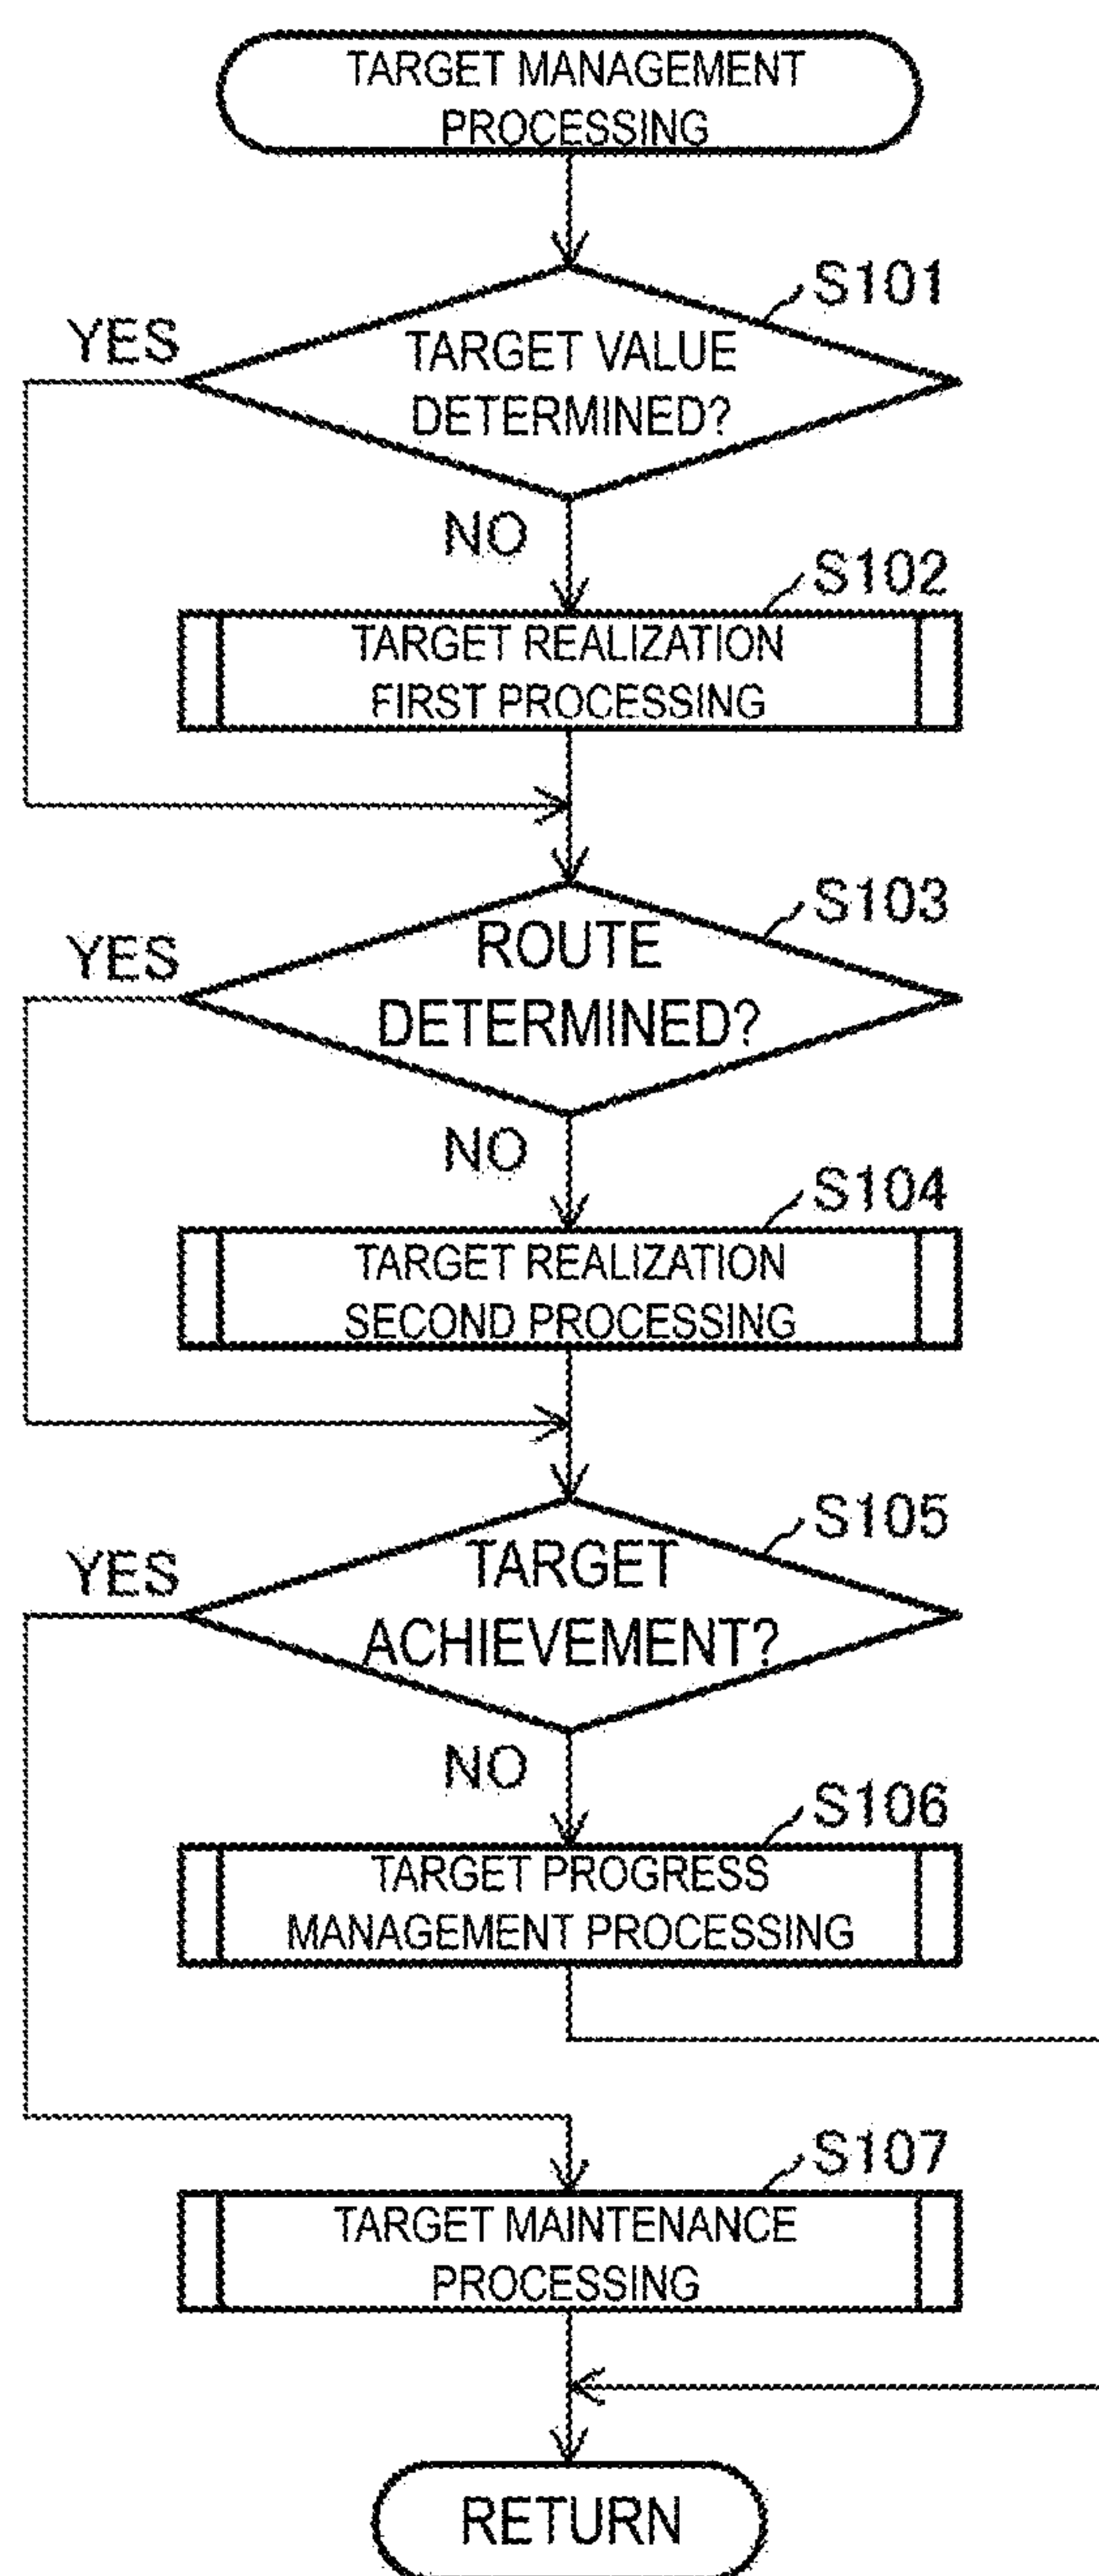 TARGET MANAGEMENT
PROCESSING
S101
YES
TARGET VALUE
DETERMINED?
NO
S102
TARGET REALIZATION
FIRST PROCESSING
S103
YES
ROUTE
DETERMINED?
NO
S104
TARGET REALIZATION
SECOND PROCESSING
S105
YES
TARGET
ACHIEVEMENT?
NO
S106
TARGET PROGRESS
MANAGEMENT PROCESSING
S107
TARGET MAINTENANCE
PROCESSING
RETURN